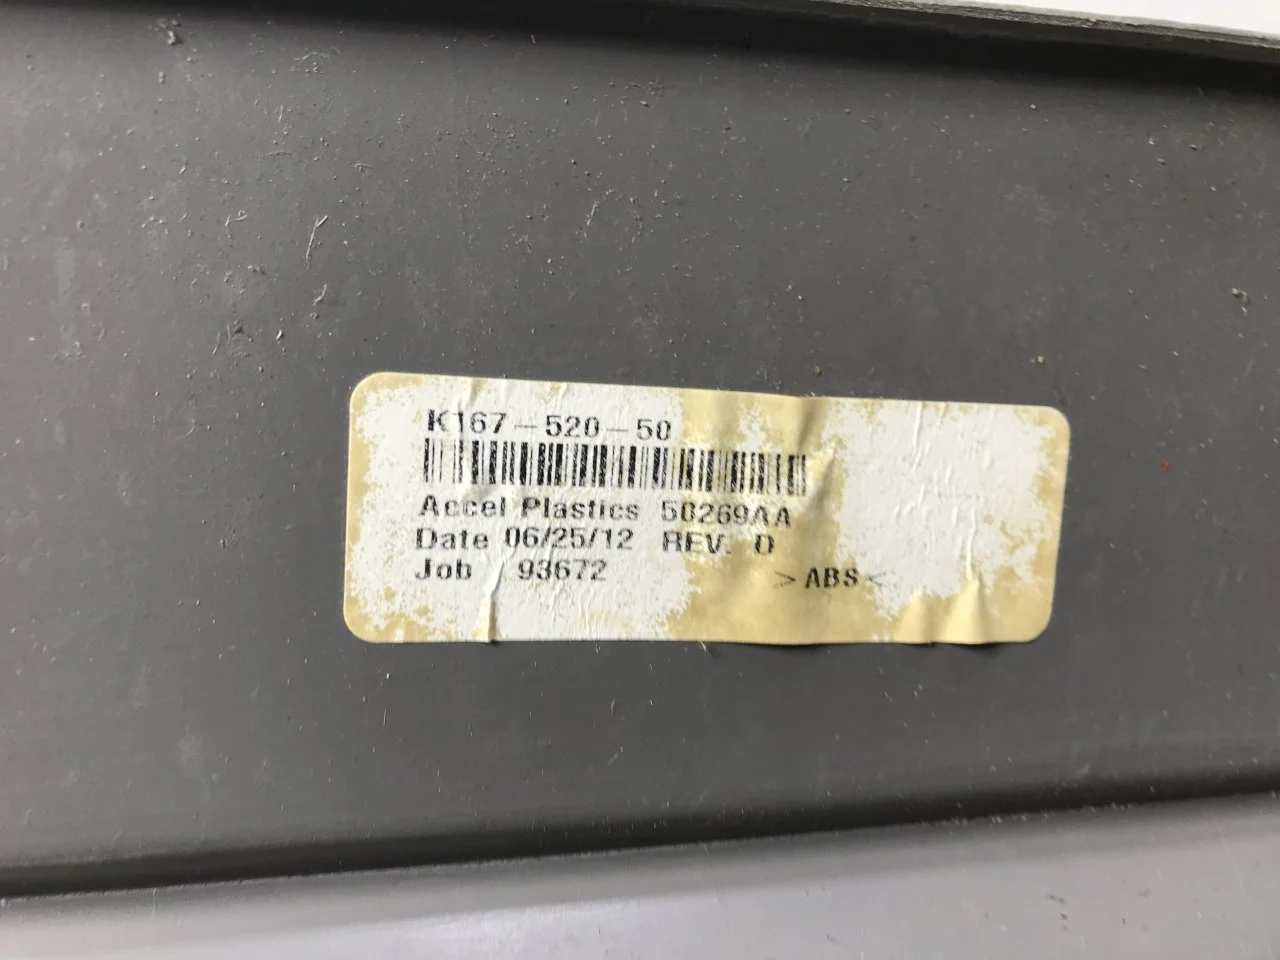 K167-520-50
Accel Plastics 50269AA
Date 06/25/12 REV. D
Job 93672
>ABS<